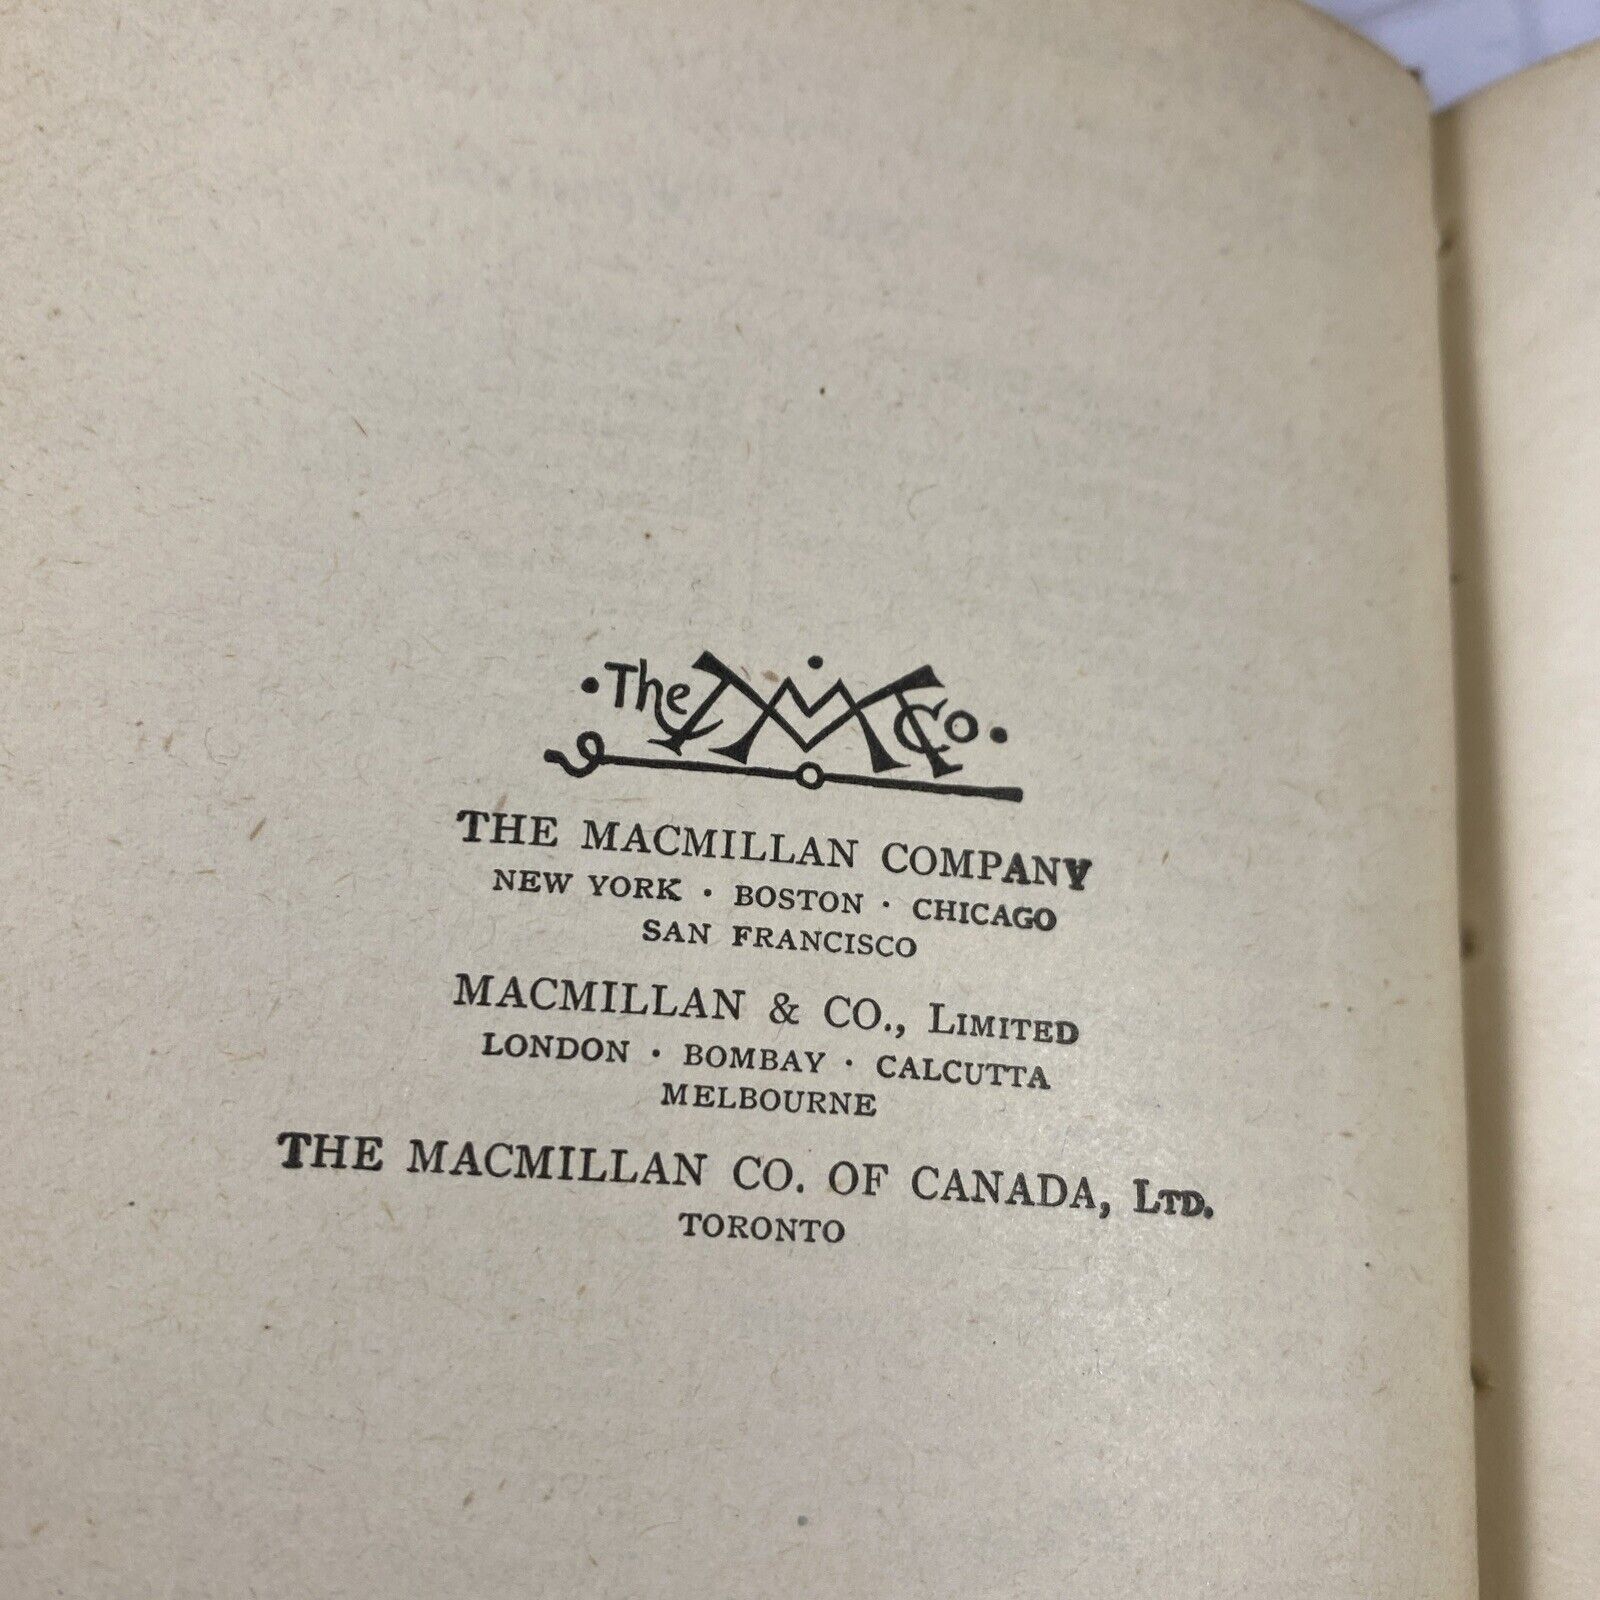 · The M Co ·
THE MACMILLAN COMPANY
NEW YORK · BOSTON · CHICAGO
SAN FRANCISCO
MACMILLAN & CO., LIMITED
LONDON · BOMBAY · CALCUTTA
MELBOURNE
THE MACMILLAN CO. OF CANADA, LTD.
TORONTO